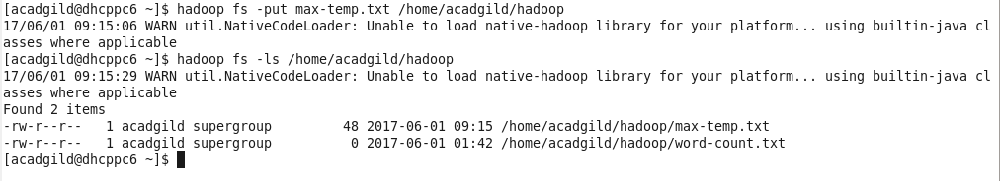 [acadgild@dhcppc6 ~]$ hadoop fs -put max-temp.txt /home/acadgild/hadoop
17/06/01 09:15:06 WARN util.NativeCodeLoader: Unable to load native-hadoop library for your platform... using builtin-java cl
asses where applicable
[acadgild@dhcppc6 ~]$ hadoop fs -ls /home/acadgild/hadoop
17/06/01 09:15:29 WARN util.NativeCodeLoader: Unable to load native-hadoop library for your platform... using builtin-java cl
asses where applicable
Found 2 items
-rw-r--r--   1 acadgild supergroup         48 2017-06-01 09:15 /home/acadgild/hadoop/max-temp.txt
-rw-r--r--   1 acadgild supergroup          0 2017-06-01 01:42 /home/acadgild/hadoop/word-count.txt
[acadgild@dhcppc6 ~]$